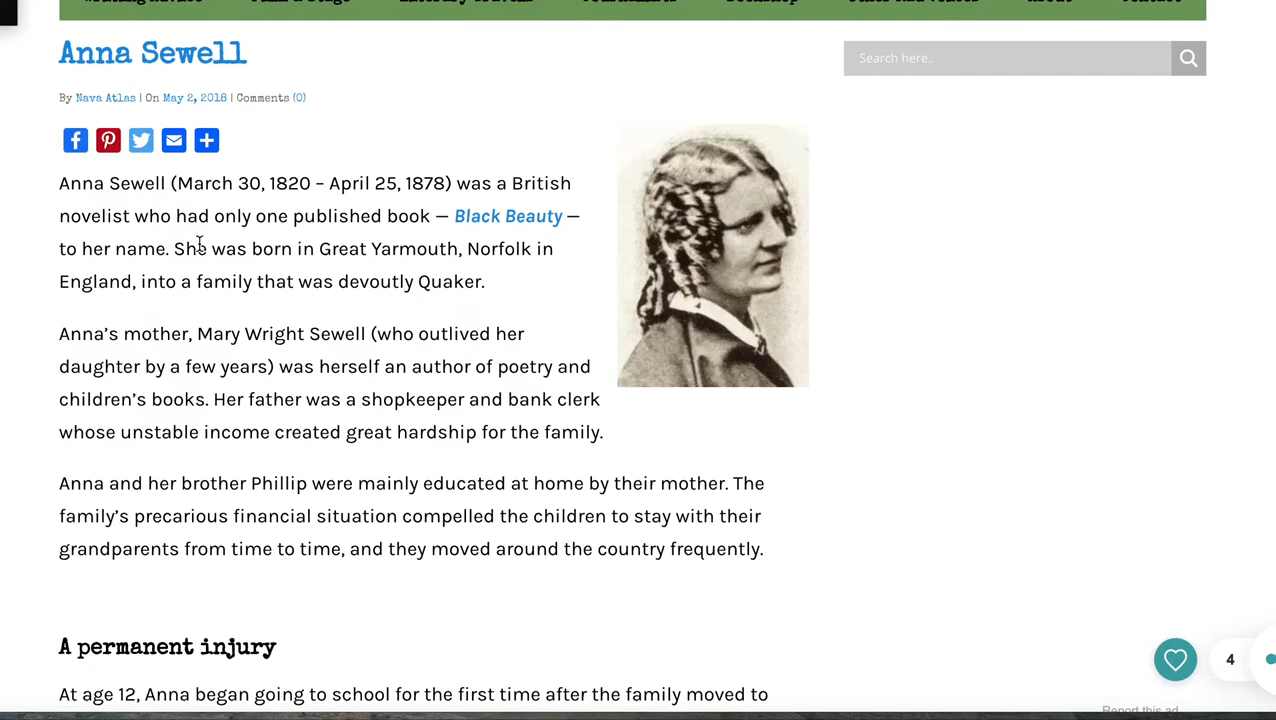 Anna Sewell
Search here..
By Nava Atlas | On May 2, 2018 | Comments (0)
Anna Sewell (March 30, 1820 – April 25, 1878) was a British
novelist who had only one published book — Black Beauty —
to her name. She was born in Great Yarmouth, Norfolk in
England, into a family that was devoutly Quaker.
Anna’s mother, Mary Wright Sewell (who outlived her
daughter by a few years) was herself an author of poetry and
children’s books. Her father was a shopkeeper and bank clerk
whose unstable income created great hardship for the family.
Anna and her brother Phillip were mainly educated at home by their mother. The
family’s precarious financial situation compelled the children to stay with their
grandparents from time to time, and they moved around the country frequently.
A permanent injury
4
At age 12, Anna began going to school for the first time after the family moved to
Report this ad